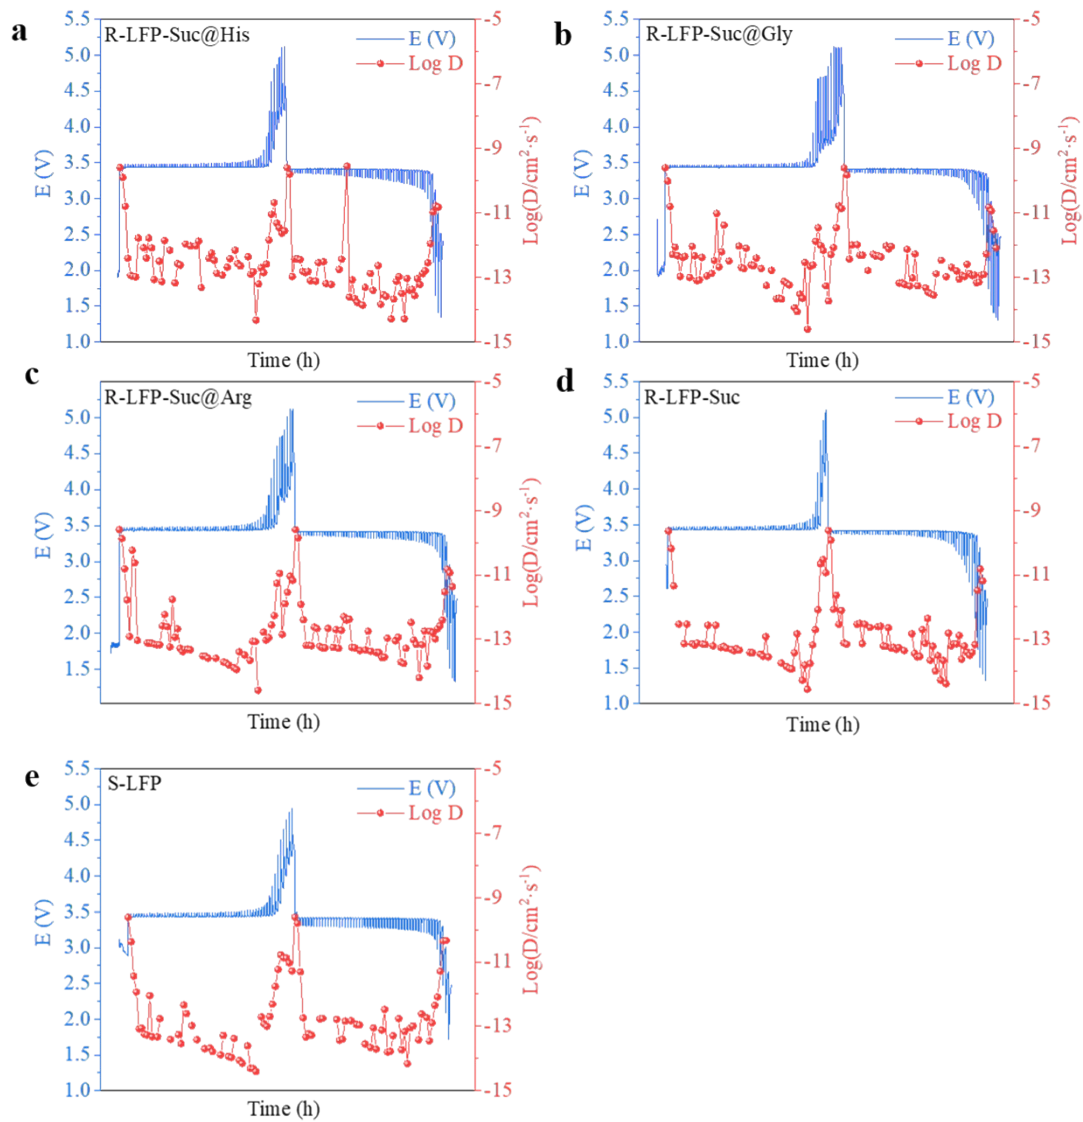 a
R-LFP-Suc@His
E (V)
Log D
5.5
5.0
4.5
4.0
3.5
3.0
2.5
2.0
1.5
1.0
E (V)
-5
-7
-9
-11
-13
-15
Log(D/cm²·s⁻¹)
Time (h)
b
R-LFP-Suc@Gly
E (V)
Log D
5.5
5.0
4.5
4.0
3.5
3.0
2.5
2.0
1.5
1.0
E (V)
-5
-7
-9
-11
-13
-15
Log(D/cm²·s⁻¹)
Time (h)
c
R-LFP-Suc@Arg
E (V)
Log D
5.0
4.5
4.0
3.5
3.0
2.5
2.0
1.5
E (V)
-5
-7
-9
-11
-13
-15
Log(D/cm²·s⁻¹)
Time (h)
d
R-LFP-Suc
E (V)
Log D
5.5
5.0
4.5
4.0
3.5
3.0
2.5
2.0
1.5
1.0
E (V)
-5
-7
-9
-11
-13
-15
Log(D/cm²·s⁻¹)
Time (h)
e
S-LFP
E (V)
Log D
5.5
5.0
4.5
4.0
3.5
3.0
2.5
2.0
1.5
1.0
E (V)
-5
-7
-9
-11
-13
-15
Log(D/cm²·s⁻¹)
Time (h)